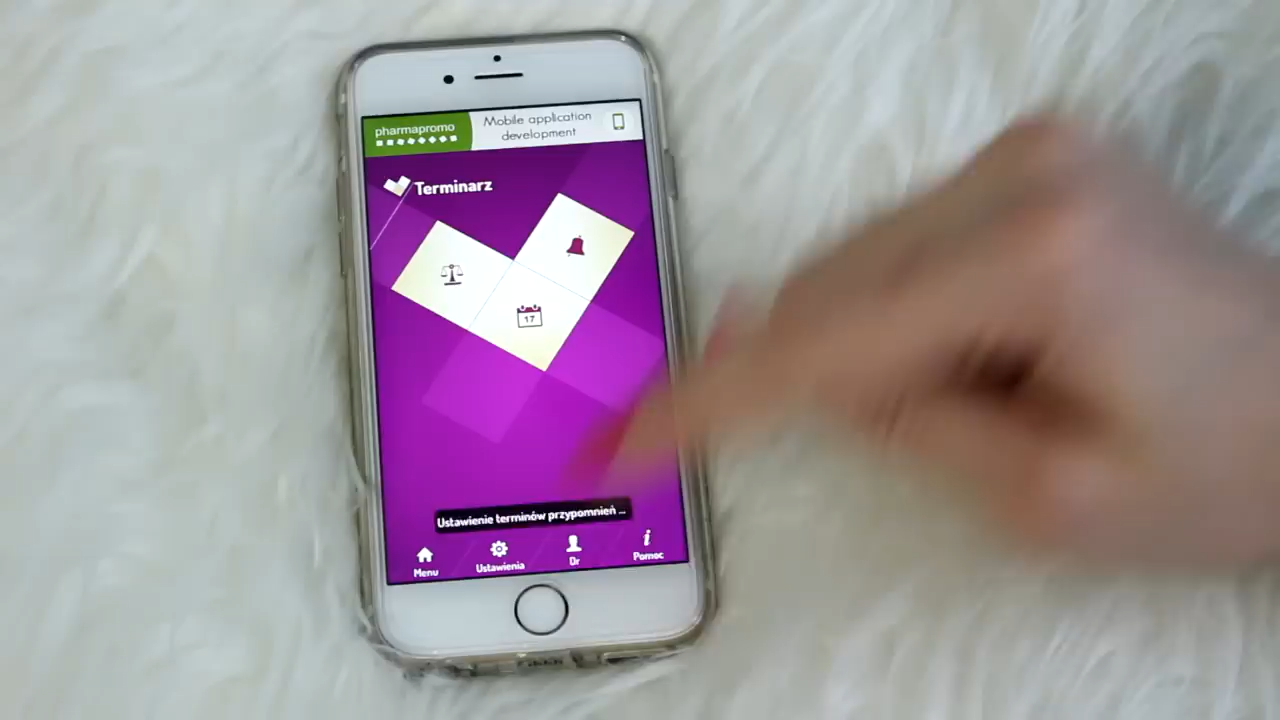 pharmapromo
Mobile application
development
Terminarz
17
Ustawienie terminów przypomnień ...
Menu
Ustawienia
Dr
Pomoc